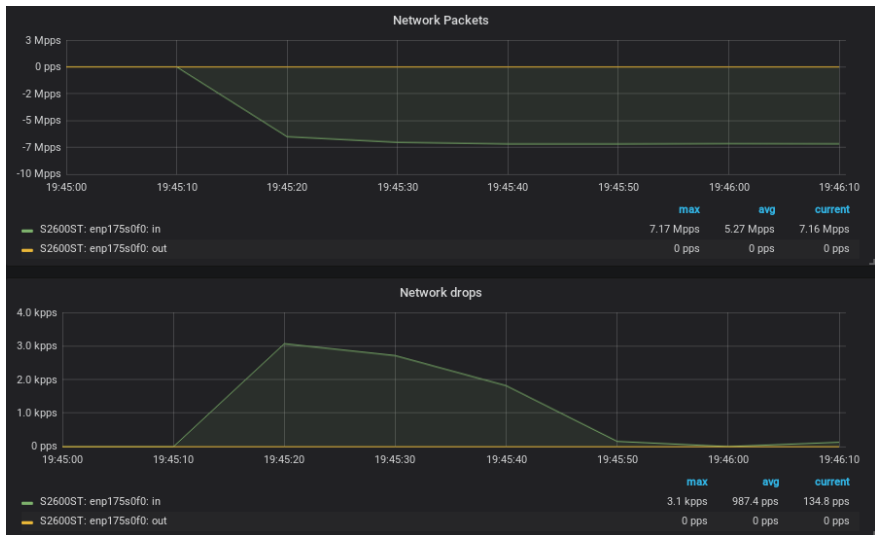 Network Packets
3 Mpps
0 pps
-2 Mpps
-5 Mpps
-7 Mpps
-10 Mpps
19:45:00 19:45:10 19:45:20 19:45:30 19:45:40 19:45:50 19:46:00 19:46:10
max avg current
S2600ST: enp175s0f0: in 7.17 Mpps 5.27 Mpps 7.16 Mpps
S2600ST: enp175s0f0: out 0 pps 0 pps 0 pps
Network drops
4.0 kpps
3.0 kpps
2.0 kpps
1.0 kpps
0 pps
19:45:00 19:45:10 19:45:20 19:45:30 19:45:40 19:45:50 19:46:00 19:46:10
max avg current
S2600ST: enp175s0f0: in 3.1 kpps 987.4 pps 134.8 pps
S2600ST: enp175s0f0: out 0 pps 0 pps 0 pps